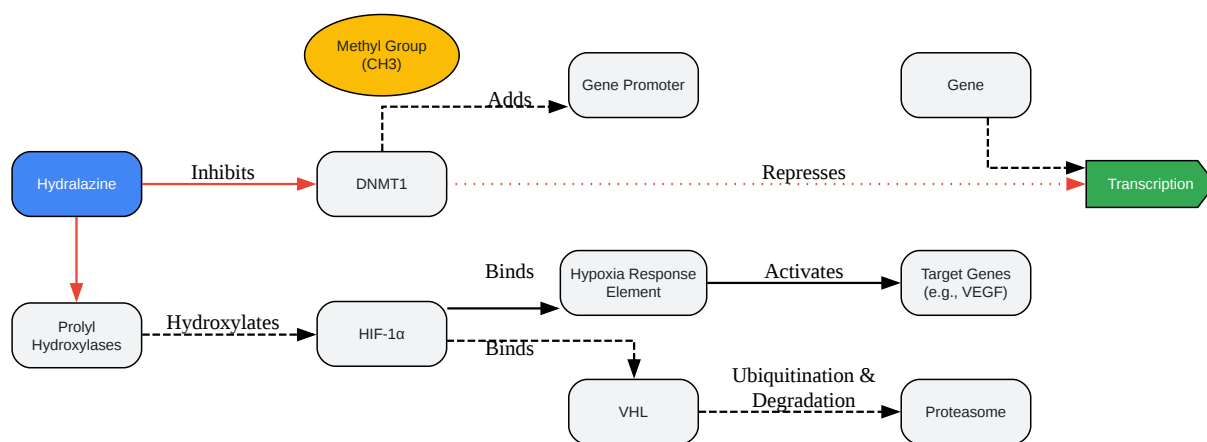 Methyl Group
(CH3)
Gene Promoter
Gene
Adds
Hydralazine
Inhibits
DNMT1
Represses
Transcription
Binds
Hypoxia Response
Element
Activates
Target Genes
(e.g., VEGF)
Prolyl
Hydroxylases
Hydroxylates
HIF-1α
Binds
VHL
Ubiquitination &
Degradation
Proteasome